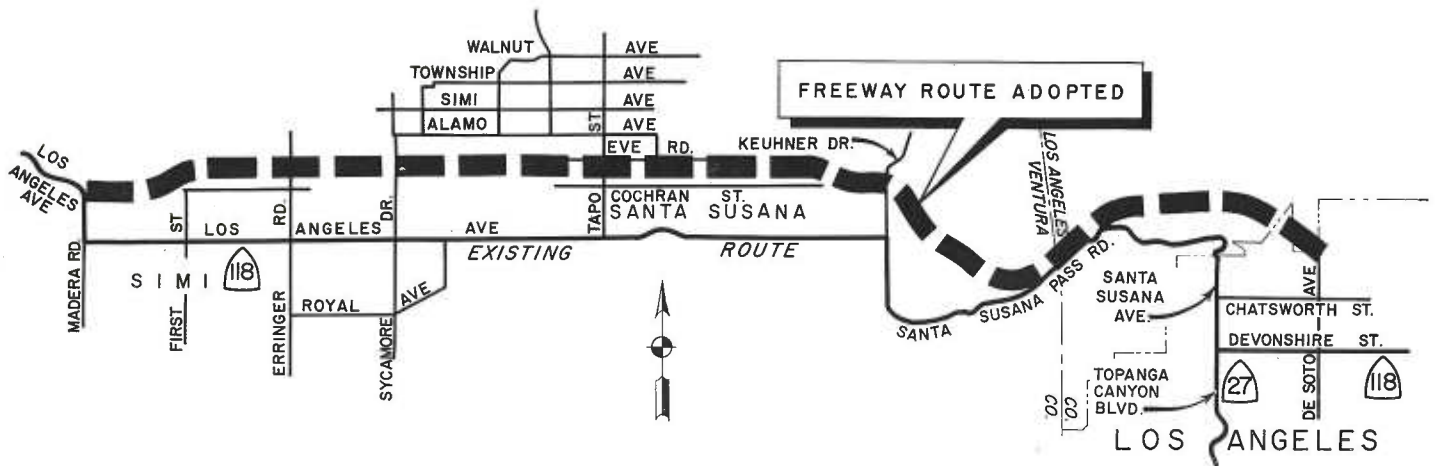 WALNUT AVE
TOWNSHIP AVE
SIMI AVE
ALAMO AVE
ST.
EVE RD.
KEUHNER DR.
FREEWAY ROUTE ADOPTED
LOS ANGELES
VENTURA
LOS
ANGELES
AVE
COCHRAN ST.
SANTA SUSANA
TAPO
LOS ANGELES AVE
EXISTING ROUTE
ST
RD.
DR.
SIMI
118
MADERA RD
FIRST
ERRINGER
ROYAL AVE
SYCAMORE
SANTA SUSANA PASS RD.
SANTA
SUSANA
AVE.
AVE
CHATSWORTH ST.
DEVONSHIRE ST.
TOPANGA
CANYON
BLVD.
27
118
DE SOTO
CO.
CO.
LOS ANGELES